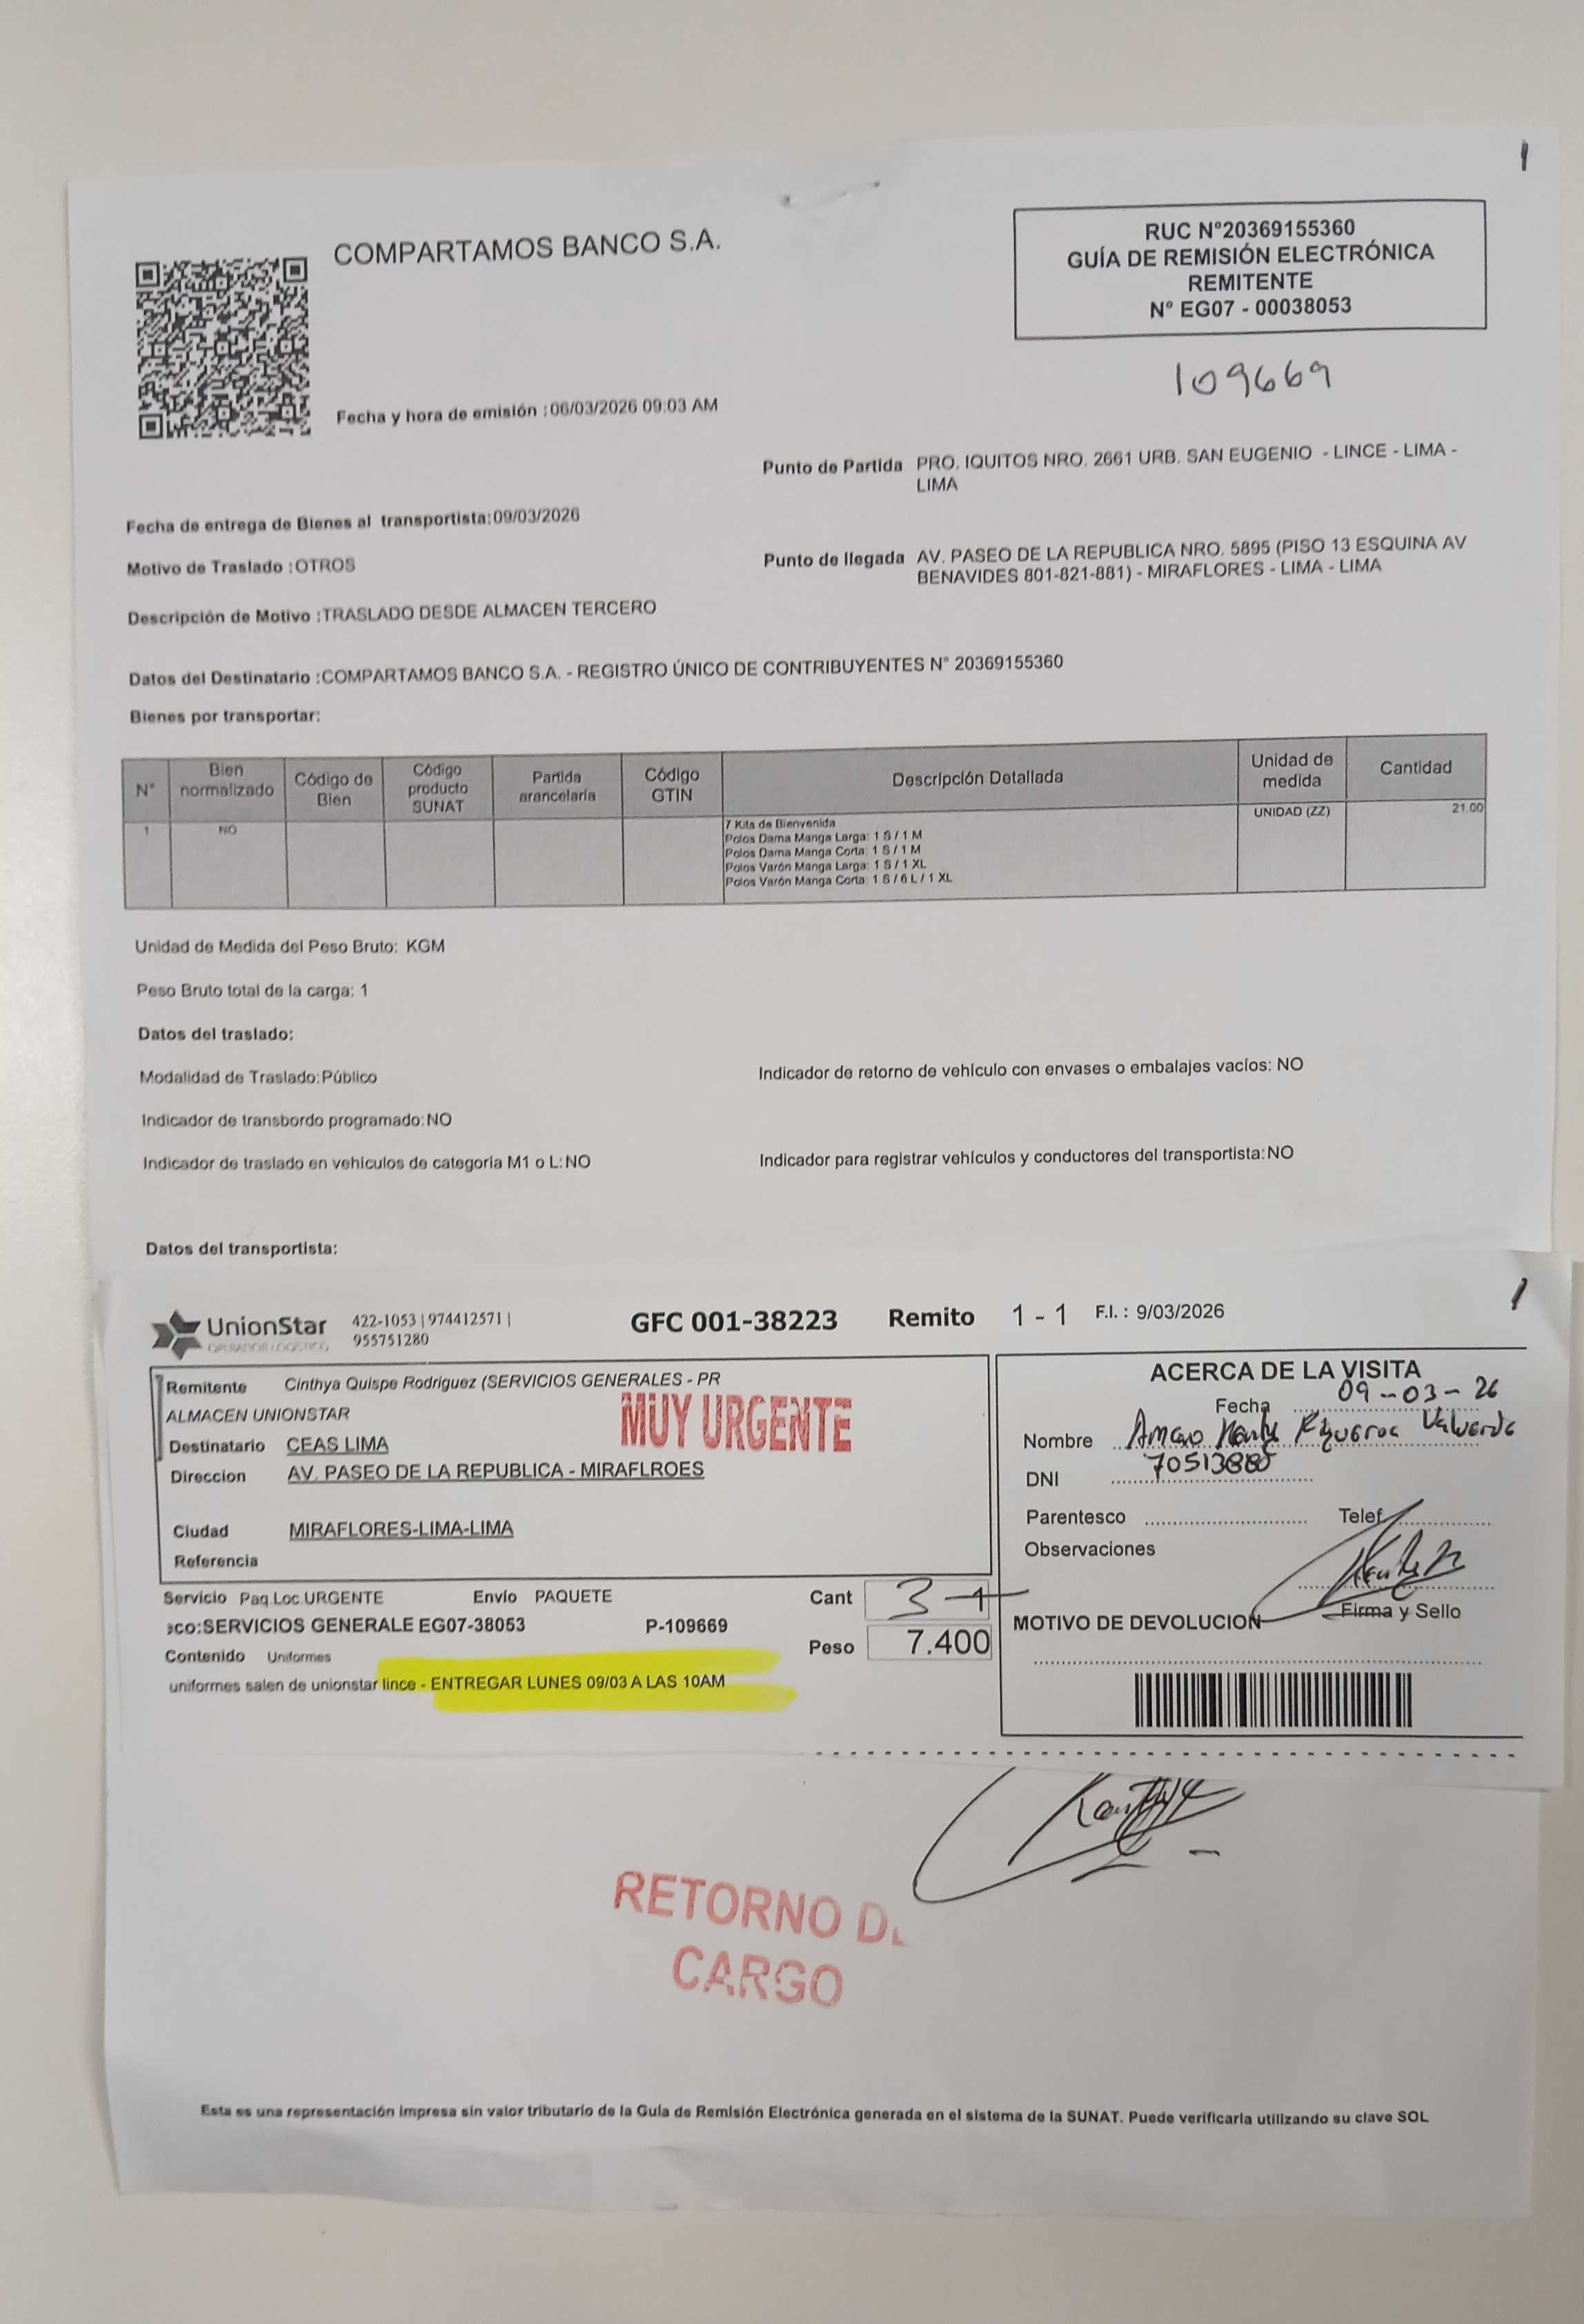 COMPARTAMOS BANCO S.A.
RUC N°20369155360
GUÍA DE REMISIÓN ELECTRÓNICA
REMITENTE
N° EG07 - 00038053
109669
Fecha y hora de emisión :06/03/2026 09:03 AM
Punto de Partida PRO. IQUITOS NRO. 2661 URB. SAN EUGENIO - LINCE - LIMA -
LIMA
Fecha de entrega de Bienes al transportista:09/03/2026
Motivo de Traslado :OTROS
Punto de llegada AV. PASEO DE LA REPUBLICA NRO. 5895 (PISO 13 ESQUINA AV
BENAVIDES 801-821-881) - MIRAFLORES - LIMA - LIMA
Descripción de Motivo :TRASLADO DESDE ALMACEN TERCERO
Datos del Destinatario :COMPARTAMOS BANCO S.A. - REGISTRO ÚNICO DE CONTRIBUYENTES N° 20369155360
Bienes por transportar:
N° Bien normalizado Código de Bien Código producto SUNAT Partida arancelaria Código GTIN Descripción Detallada Unidad de medida Cantidad
1 NO 7 Kits de Bienvenida UNIDAD (ZZ) 21.00
Polos Dama Manga Larga: 1 S / 1 M
Polos Dama Manga Corta: 1 S / 1 M
Polos Varón Manga Larga: 1 S / 1 XL
Polos Varón Manga Corta: 1 S / 6 L / 1 XL
Unidad de Medida del Peso Bruto: KGM
Peso Bruto total de la carga: 1
Datos del traslado:
Modalidad de Traslado:Público
Indicador de retorno de vehículo con envases o embalajes vacíos: NO
Indicador de transbordo programado:NO
Indicador de traslado en vehículos de categoría M1 o L:NO
Indicador para registrar vehículos y conductores del transportista:NO
Datos del transportista:
UnionStar
OPERADOR LOGÍSTICO
422-1053 | 974412571 |
955751280
GFC 001-38223 Remito 1 - 1 F.I. : 9/03/2026
Remitente Cinthya Quispe Rodriguez (SERVICIOS GENERALES - PR
ALMACEN UNIONSTAR
MUY URGENTE
Destinatario CEAS LIMA
Direccion AV. PASEO DE LA REPUBLICA - MIRAFLROES
Ciudad MIRAFLORES-LIMA-LIMA
Referencia
Servicio Paq.Loc.URGENTE Envío PAQUETE Cant 3
co:SERVICIOS GENERALE EG07-38053 P-109669
Contenido Uniformes Peso 7.400
uniformes salen de unionstar lince - ENTREGAR LUNES 09/03 A LAS 10AM
ACERCA DE LA VISITA
Fecha 09-03-26
Nombre
DNI 70513885
Parentesco Telef
Observaciones
Firma y Sello
MOTIVO DE DEVOLUCION
RETORNO DE
CARGO
Esta es una representación impresa sin valor tributario de la Guía de Remisión Electrónica generada en el sistema de la SUNAT. Puede verificarla utilizando su clave SOL